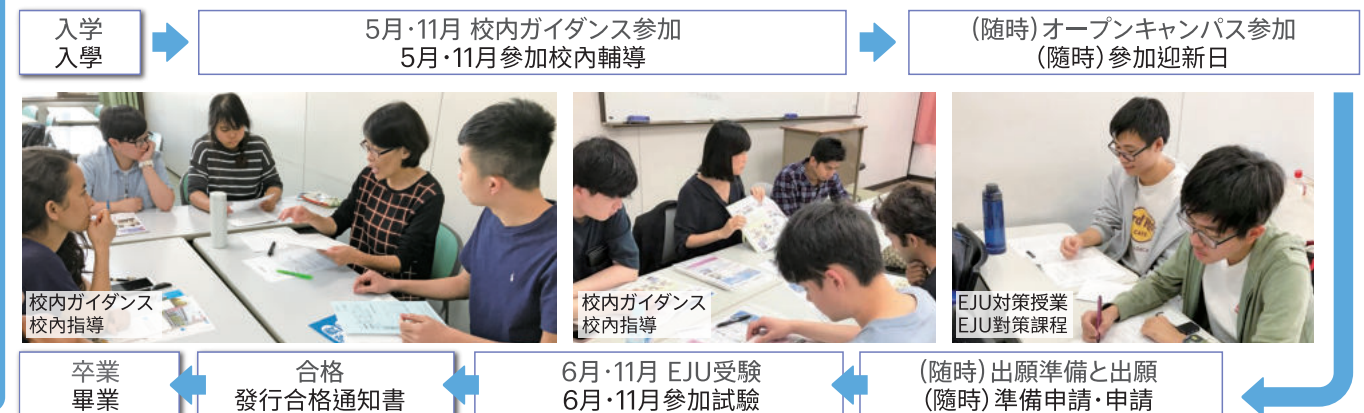 入学
入學
5月・11月 校内ガイダンス参加
5月・11月參加校內輔導
（随時）オープンキャンパス参加
（隨時）參加迎新日
校内ガイダンス
校內指導
校内ガイダンス
校內指導
EJU対策授業
EJU對策課程
卒業
畢業
合格
發行合格通知書
6月・11月 EJU受験
6月・11月參加試驗
（随時）出願準備と出願
（隨時）準備申請・申請